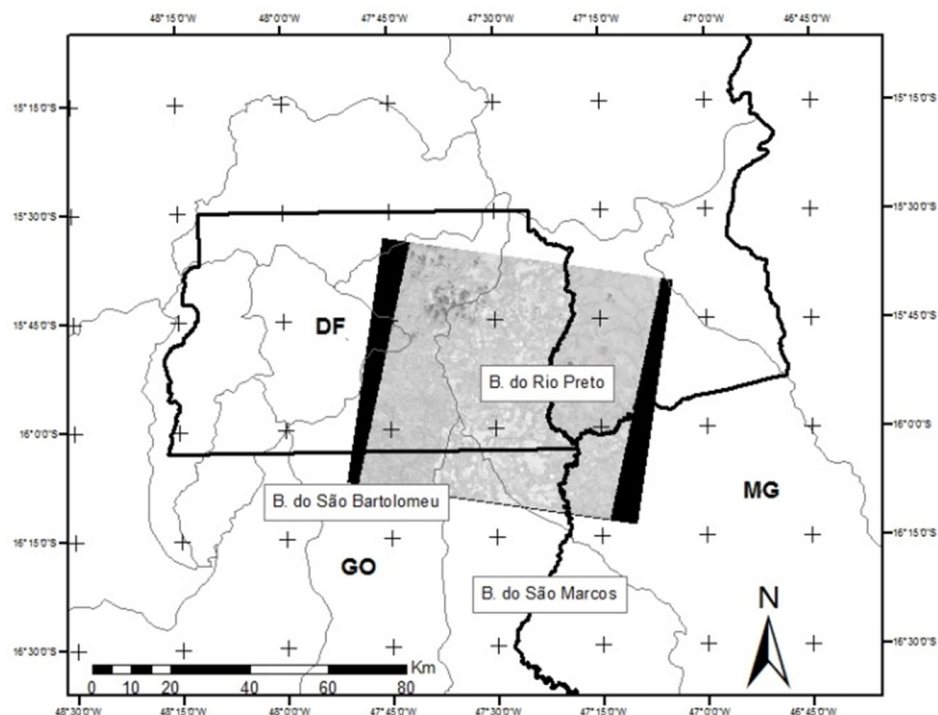 48°15'0"W 48°0'0"W 47°45'0"W 47°30'0"W 47°15'0"W 47°0'0"W 46°45'0"W
15°15'0"S 15°15'0"S
15°30'0"S 15°30'0"S
15°45'0"S 15°45'0"S
DF
B. do Rio Preto
16°0'0"S 16°0'0"S
MG
B. do São Bartolomeu
16°15'0"S 16°15'0"S
GO
B. do São Marcos
N
16°30'0"S 16°30'0"S
Km
0 10 20 40 60 80
48°30'0"W 48°15'0"W 48°0'0"W 47°45'0"W 47°30'0"W 47°15'0"W 47°0'0"W